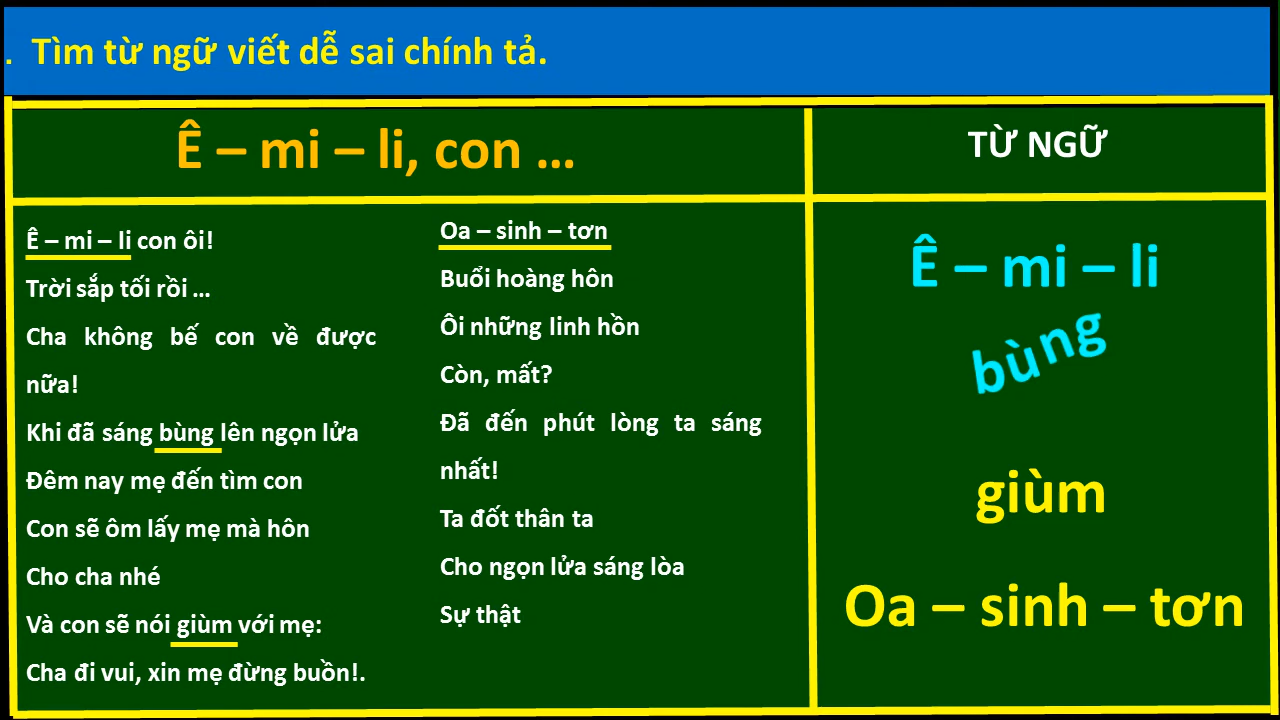 . Tìm từ ngữ viết dễ sai chính tả.
Ê – mi – li, con ...
TỪ NGỮ
Ê – mi – li con ôi!
Trời sắp tối rồi ...
Cha không bế con về được
nữa!
Khi đã sáng bùng lên ngọn lửa
Đêm nay mẹ đến tìm con
Con sẽ ôm lấy mẹ mà hôn
Cho cha nhé
Và con sẽ nói giùm với mẹ:
Cha đi vui, xin mẹ đừng buồn!.
Oa – sinh – tơn
Buổi hoàng hôn
Ôi những linh hồn
Còn, mất?
Đã đến phút lòng ta sáng
nhất!
Ta đốt thân ta
Cho ngọn lửa sáng lòa
Sự thật
Ê – mi – li
bùng
giùm
Oa – sinh – tơn